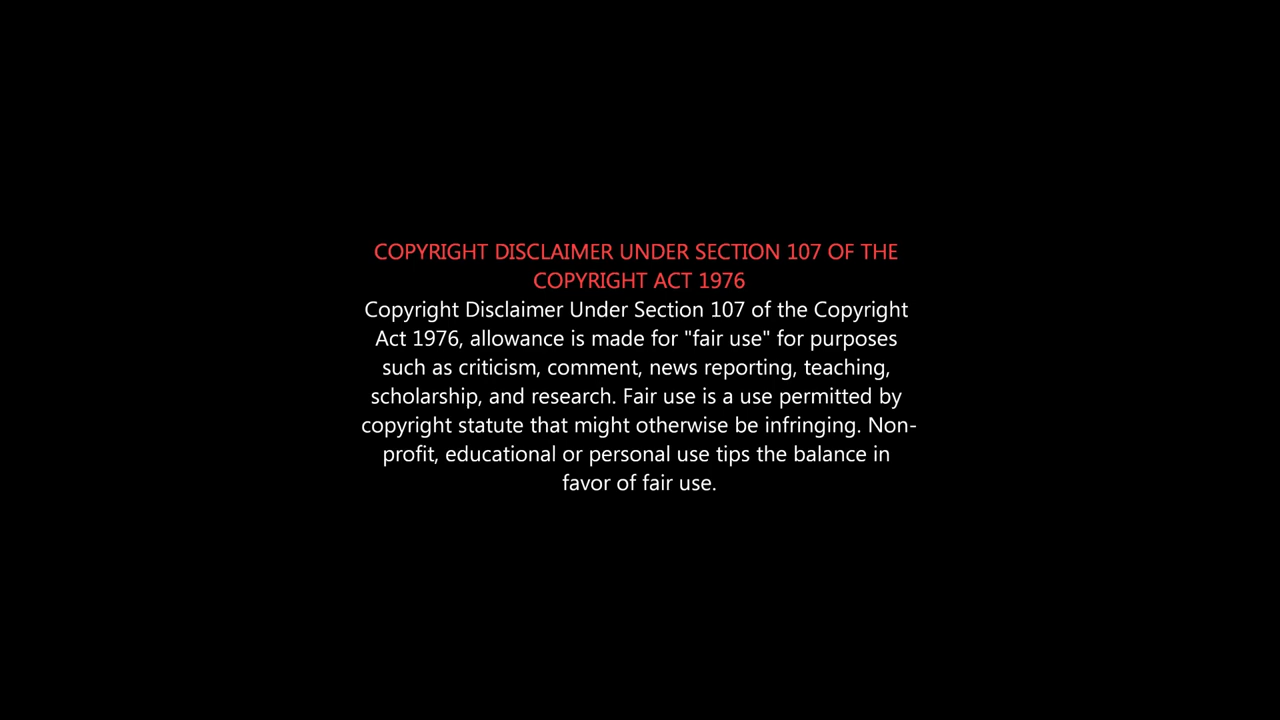 COPYRIGHT DISCLAIMER UNDER SECTION 107 OF THE
COPYRIGHT ACT 1976
Copyright Disclaimer Under Section 107 of the Copyright
Act 1976, allowance is made for "fair use" for purposes
such as criticism, comment, news reporting, teaching,
scholarship, and research. Fair use is a use permitted by
copyright statute that might otherwise be infringing. Non-
profit, educational or personal use tips the balance in
favor of fair use.